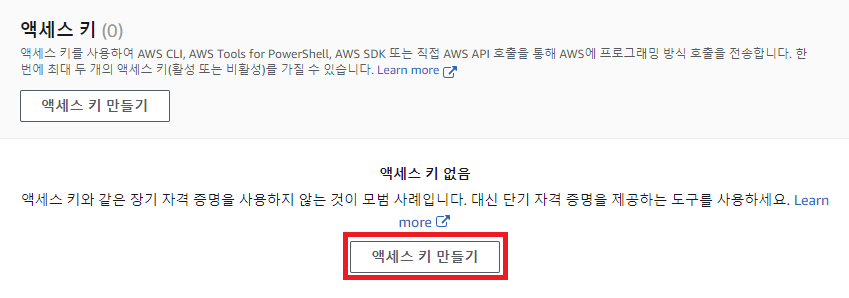 액세스 키 (0)
액세스 키를 사용하여 AWS CLI, AWS Tools for PowerShell, AWS SDK 또는 직접 AWS API 호출을 통해 AWS에 프로그래밍 방식 호출을 전송합니다. 한
번에 최대 두 개의 액세스 키(활성 또는 비활성)를 가질 수 있습니다. Learn more
액세스 키 만들기
액세스 키 없음
액세스 키와 같은 장기 자격 증명을 사용하지 않는 것이 모범 사례입니다. 대신 단기 자격 증명을 제공하는 도구를 사용하세요. Learn
more
액세스 키 만들기